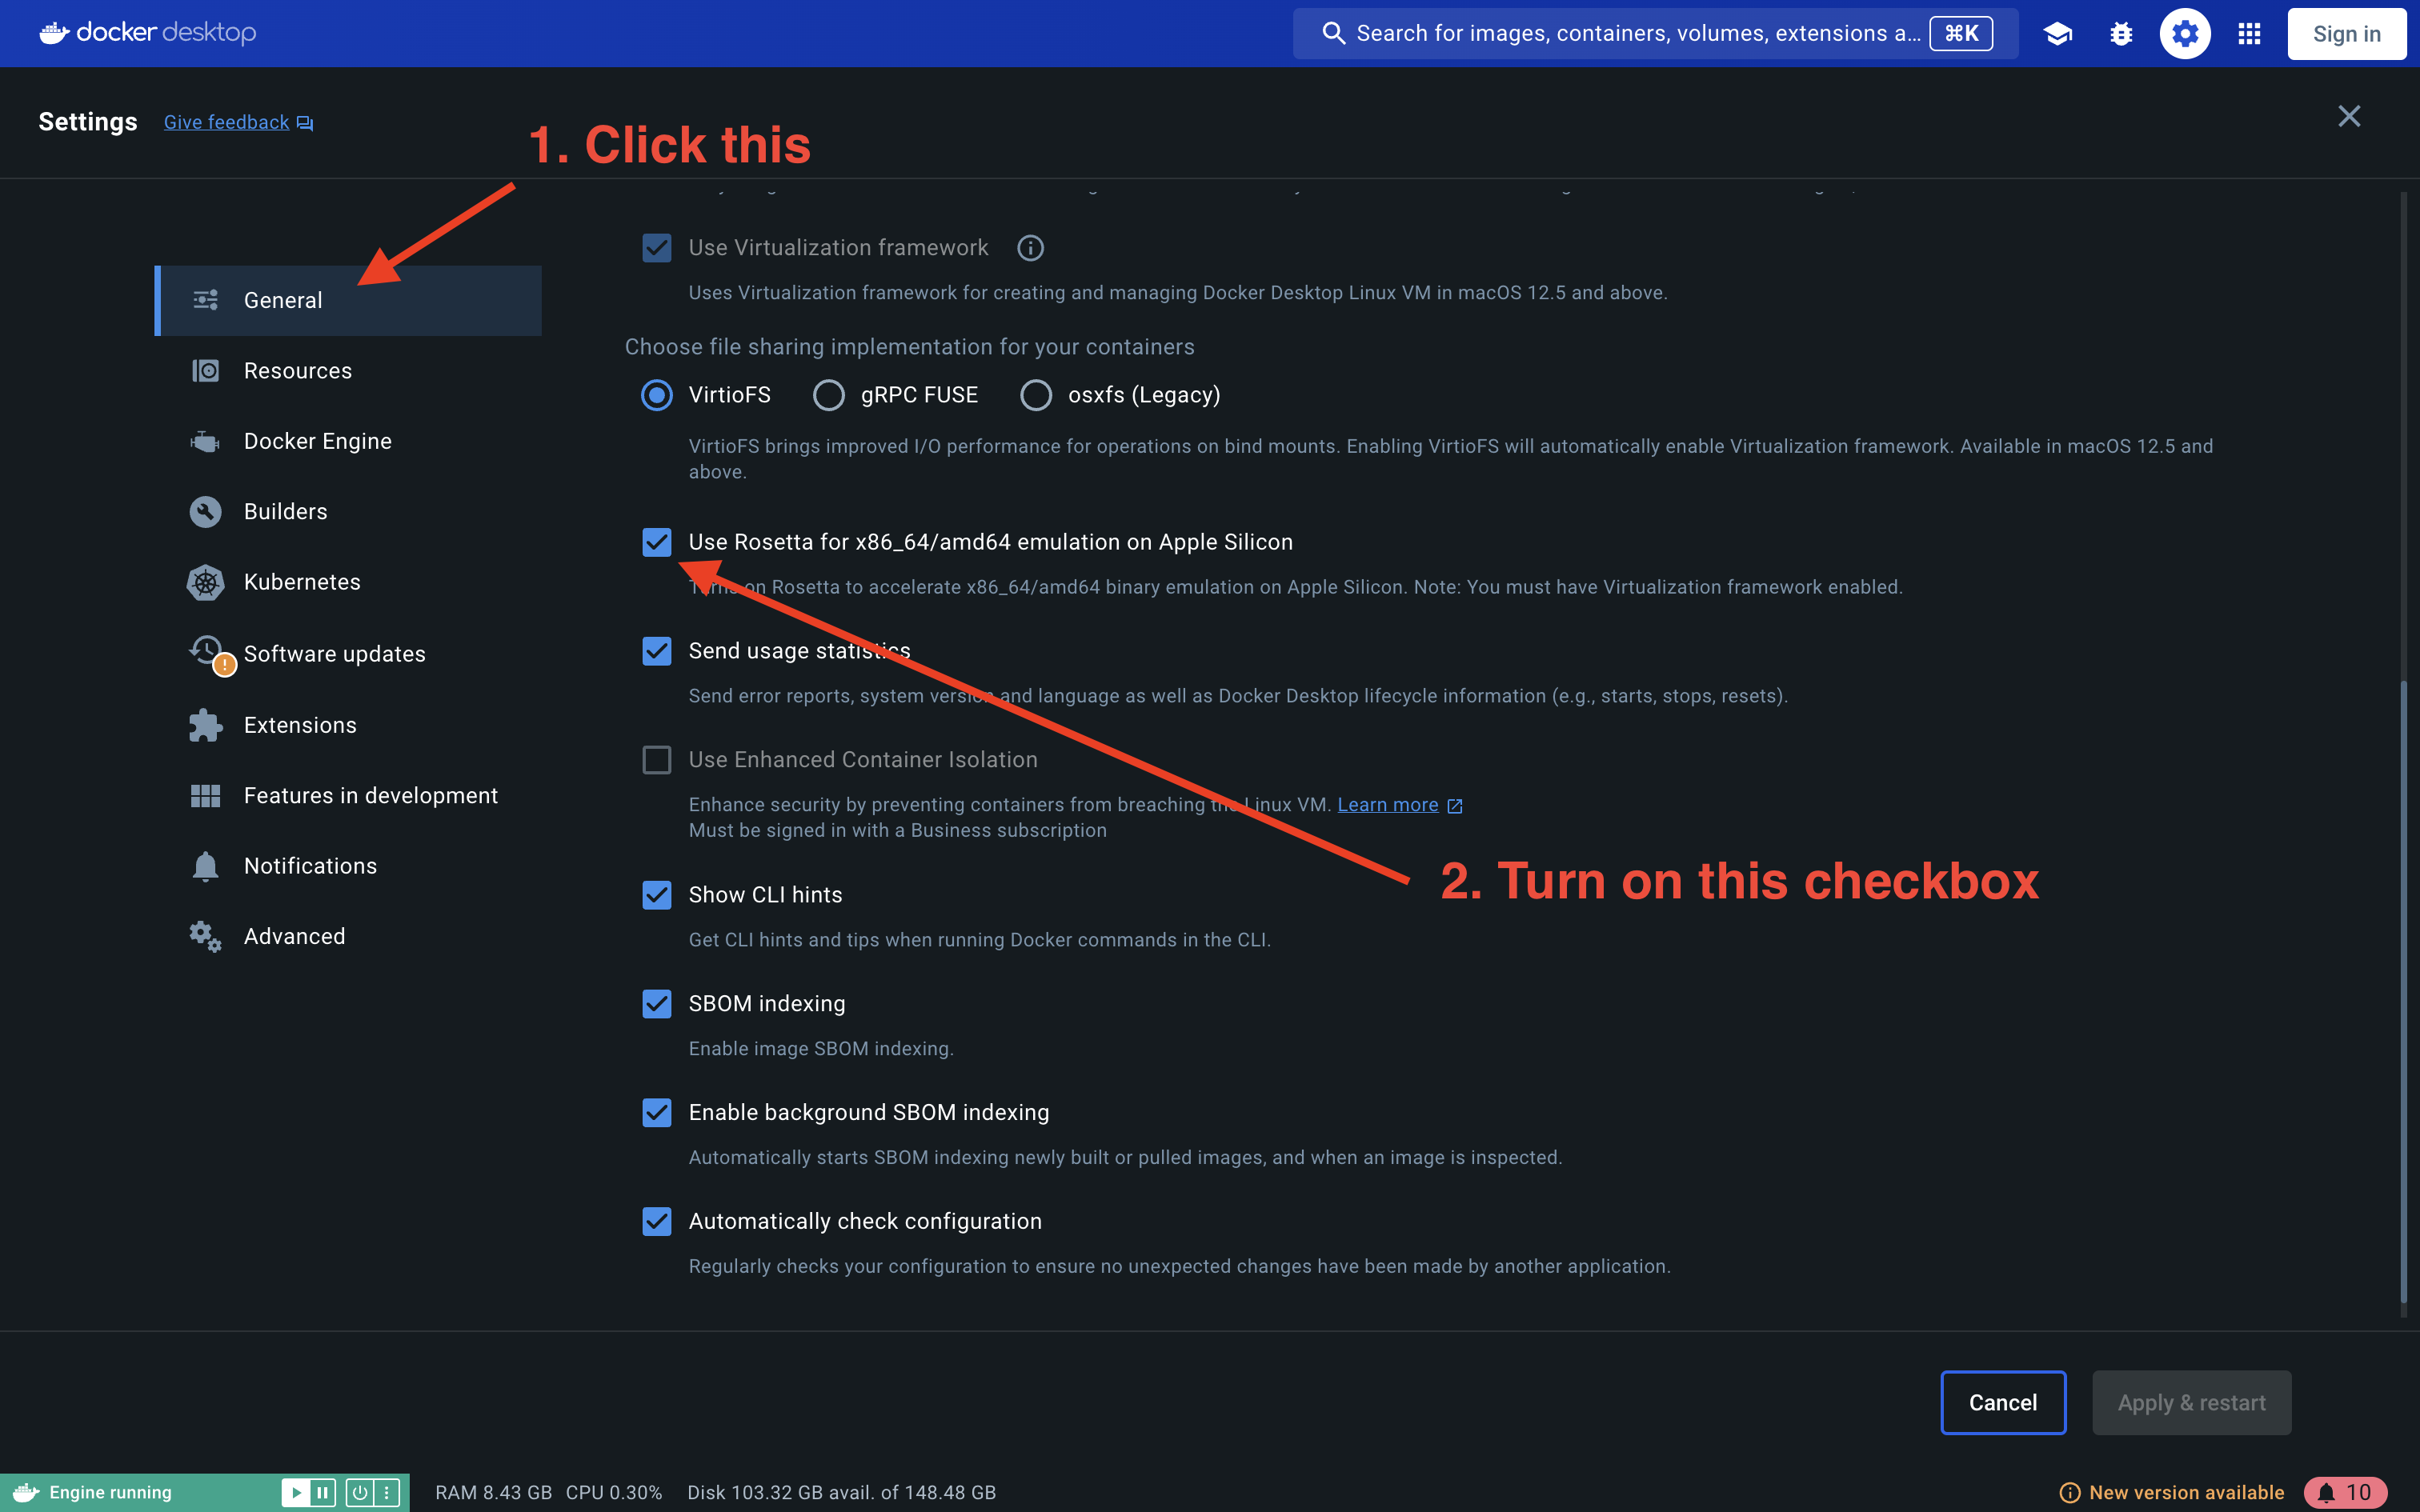 docker desktop
Search for images, containers, volumes, extensions a...
⌘K
Sign in
Settings
Give feedback
1. Click this
General
Resources
Docker Engine
Builders
Kubernetes
Software updates
Extensions
Features in development
Notifications
Advanced
Use Virtualization framework
Uses Virtualization framework for creating and managing Docker Desktop Linux VM in macOS 12.5 and above.
Choose file sharing implementation for your containers
VirtioFS
gRPC FUSE
osxfs (Legacy)
VirtioFS brings improved I/O performance for operations on bind mounts. Enabling VirtioFS will automatically enable Virtualization framework. Available in macOS 12.5 and
above.
Use Rosetta for x86_64/amd64 emulation on Apple Silicon
Turns on Rosetta to accelerate x86_64/amd64 binary emulation on Apple Silicon. Note: You must have Virtualization framework enabled.
Send usage statistics
Send error reports, system version and language as well as Docker Desktop lifecycle information (e.g., starts, stops, resets).
Use Enhanced Container Isolation
Enhance security by preventing containers from breaching the Linux VM. Learn more
Must be signed in with a Business subscription
2. Turn on this checkbox
Show CLI hints
Get CLI hints and tips when running Docker commands in the CLI.
SBOM indexing
Enable image SBOM indexing.
Enable background SBOM indexing
Automatically starts SBOM indexing newly built or pulled images, and when an image is inspected.
Automatically check configuration
Regularly checks your configuration to ensure no unexpected changes have been made by another application.
Cancel
Apply & restart
Engine running
RAM 8.43 GB CPU 0.30% Disk 103.32 GB avail. of 148.48 GB
New version available
10